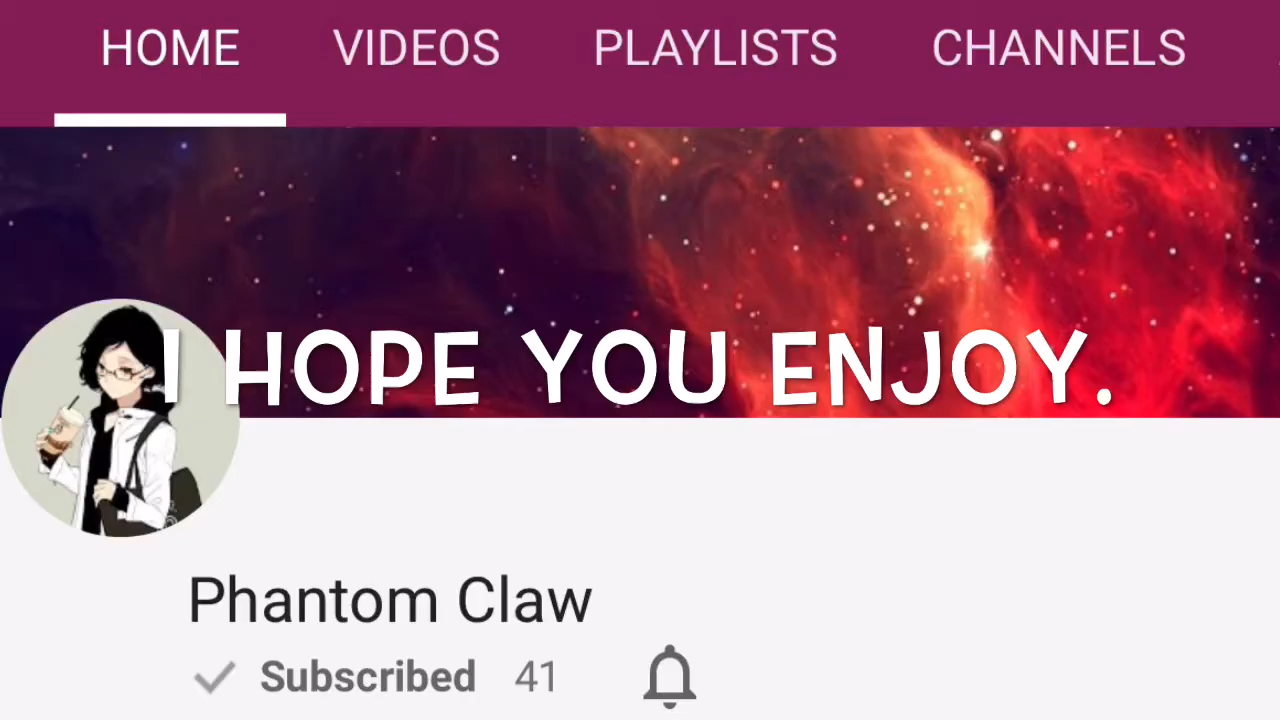 HOME VIDEOS PLAYLISTS CHANNELS
I HOPE YOU ENJOY.
Phantom Claw
Subscribed 41